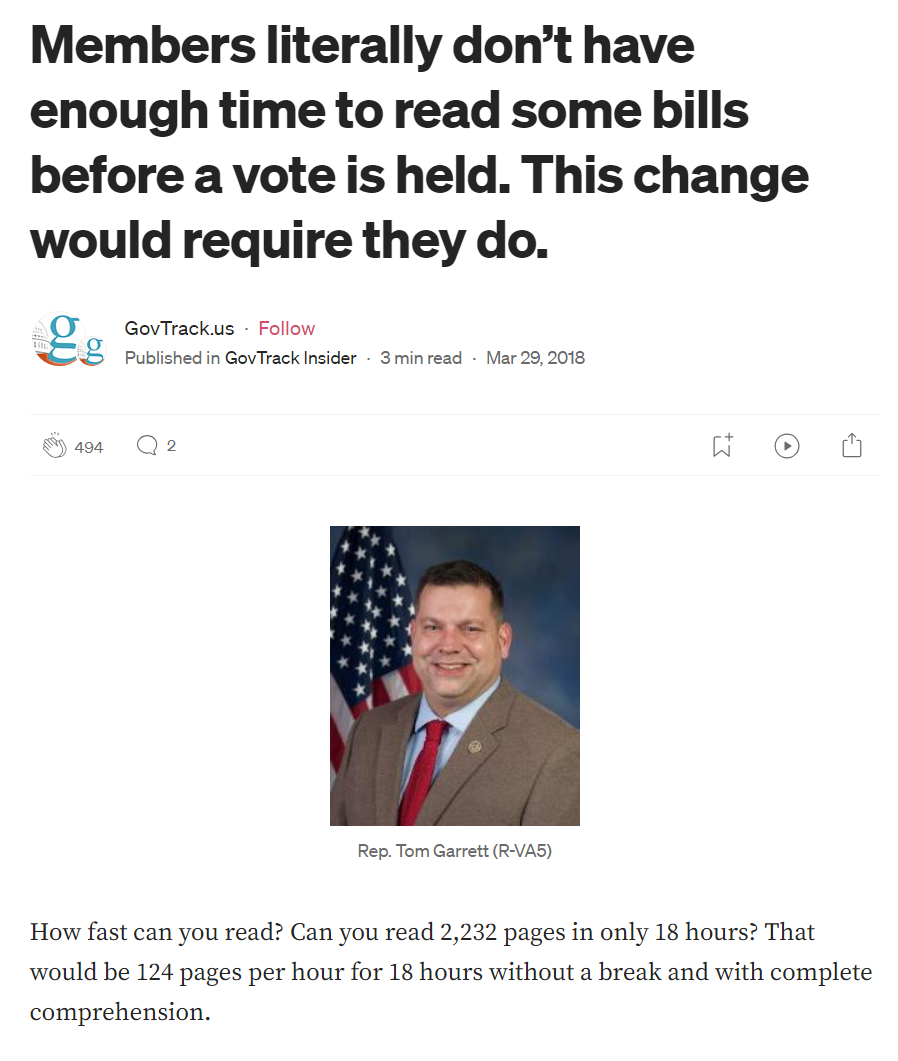 Members literally don’t have
enough time to read some bills
before a vote is held. This change
would require they do.
GovTrack.us · Follow
Published in GovTrack Insider · 3 min read · Mar 29, 2018
494 2
Rep. Tom Garrett (R-VA5)
How fast can you read? Can you read 2,232 pages in only 18 hours? That
would be 124 pages per hour for 18 hours without a break and with complete
comprehension.